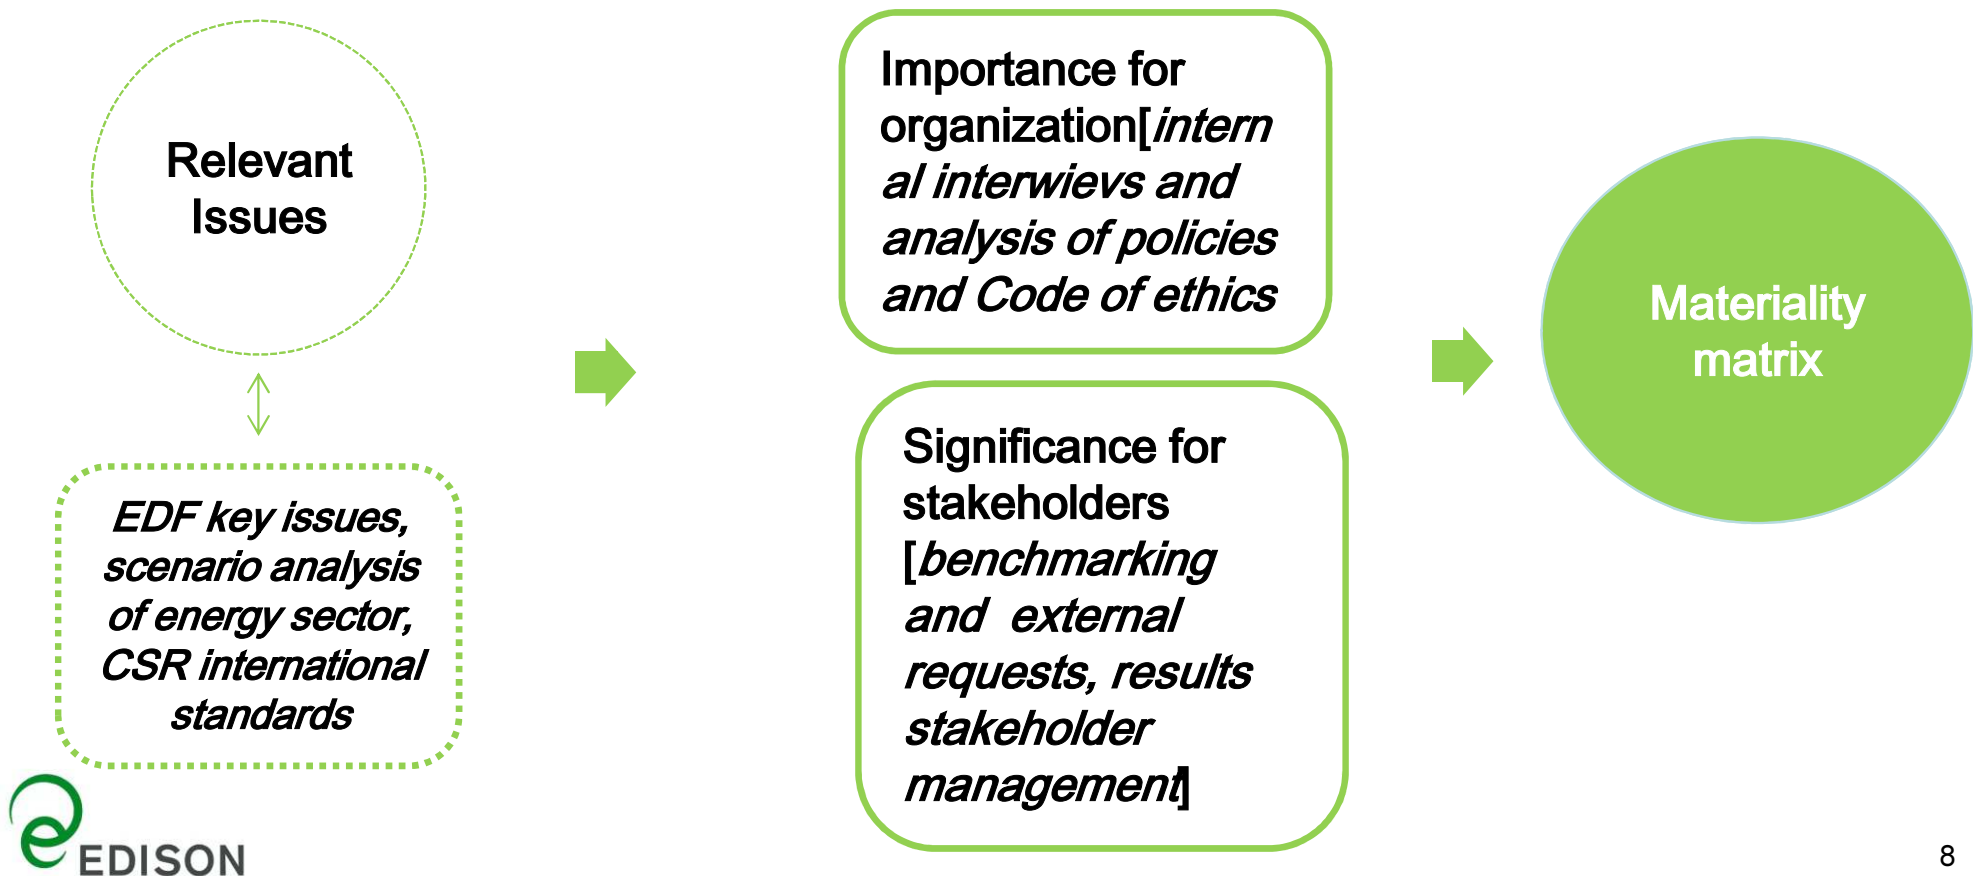 Relevant
Issues
EDF key issues,
scenario analysis
of energy sector,
CSR international
standards
Importance for
organization[intern
al interwievs and
analysis of policies
and Code of ethics
Significance for
stakeholders
[benchmarking
and  external
requests, results
stakeholder
management]
Materiality
matrix
EDISON
8